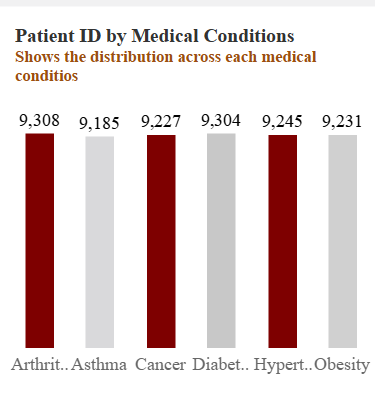 Patient ID by Medical Conditions
Shows the distribution across each medical
conditios
9,308 9,185 9,227 9,304 9,245 9,231
Arthrit.. Asthma Cancer Diabet.. Hypert.. Obesity